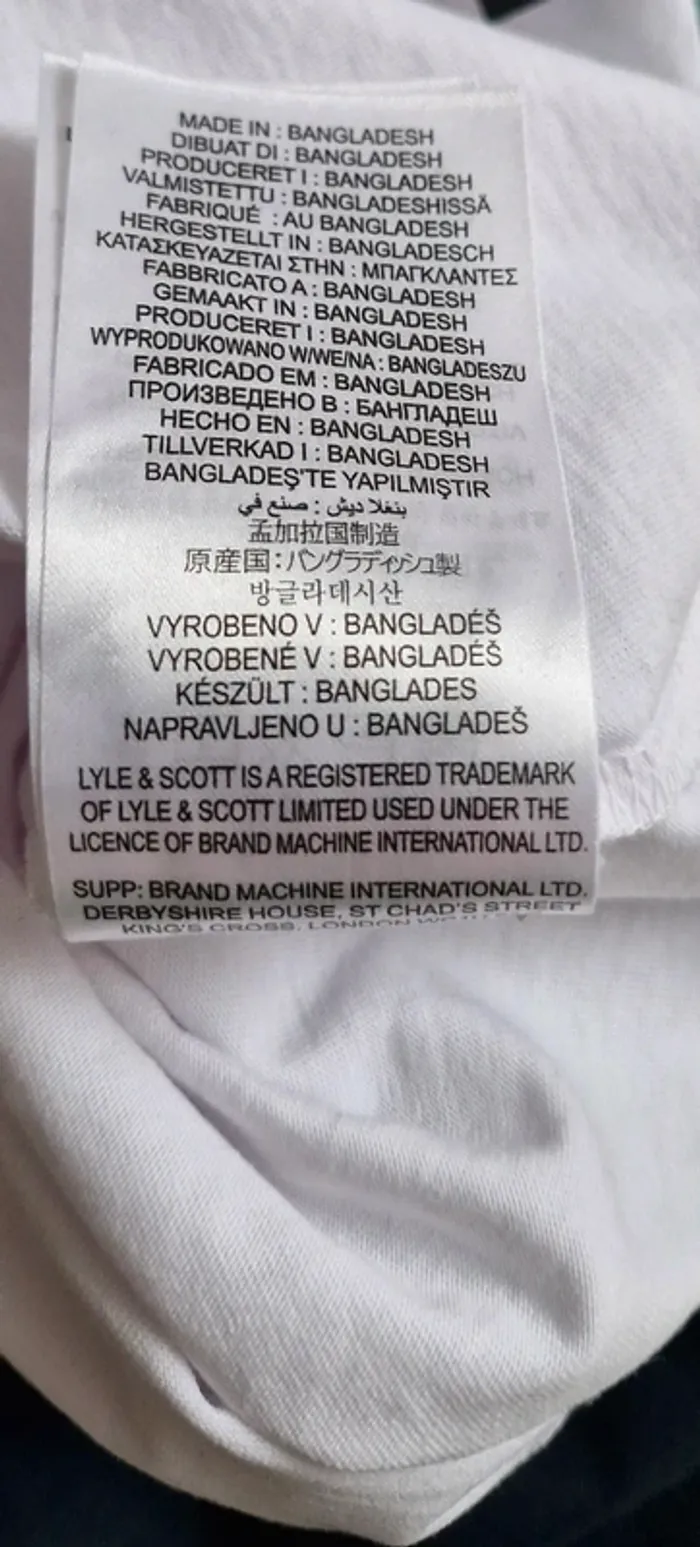 MADE IN : BANGLADESH
DIBUAT DI : BANGLADESH
PRODUCERET I : BANGLADESH
VALMISTETTU : BANGLADESHISSÄ
FABRIQUÉ : AU BANGLADESH
HERGESTELLT IN : BANGLADESCH
ΚΑΤΑΣΚΕΥΑΖΕΤΑΙ ΣΤΗΝ : ΜΠΑΓΚΛΑΝΤΕΣ
FABBRICATO A : BANGLADESH
GEMAAKT IN : BANGLADESH
PRODUCERET I : BANGLADESH
WYPRODUKOWANO W/WE/NA : BANGLADESZU
FABRICADO EM : BANGLADESH
ПРОИЗВЕДЕНО В : БАНГЛАДЕШ
HECHO EN : BANGLADESH
TILLVERKAD I : BANGLADESH
BANGLADEŞ'TE YAPILMIŞTIR
بنغلا ديش : صنع في
孟加拉国制造
原産国：バングラディッシュ製
방글라데시산
VYROBENO V : BANGLADÉŠ
VYROBENÉ V : BANGLADÉŠ
KÉSZÜLT : BANGLADES
NAPRAVLJENO U : BANGLADEŠ
LYLE & SCOTT IS A REGISTERED TRADEMARK
OF LYLE & SCOTT LIMITED USED UNDER THE
LICENCE OF BRAND MACHINE INTERNATIONAL LTD.
SUPP: BRAND MACHINE INTERNATIONAL LTD.
DERBYSHIRE HOUSE, ST CHAD'S STREET
KING'S CROSS, LONDON